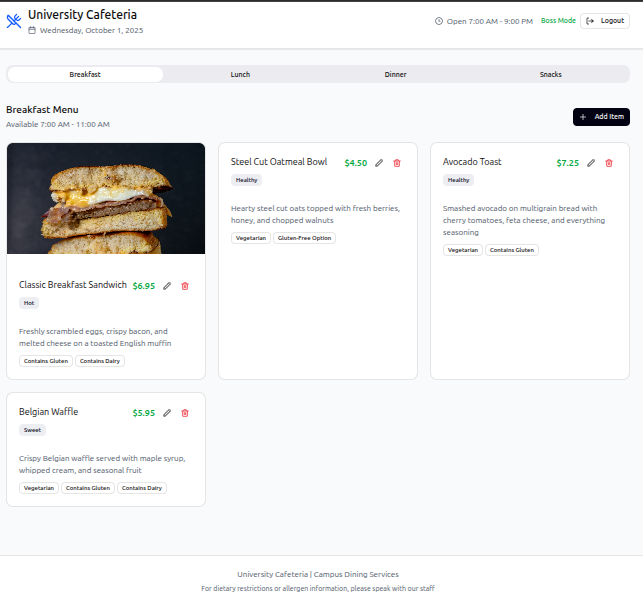 University Cafeteria
Wednesday, October 1, 2025
Open 7:00 AM - 9:00 PM
Boss Mode
Logout
Breakfast
Lunch
Dinner
Snacks
Breakfast Menu
Available 7:00 AM - 11:00 AM
Add Item
Classic Breakfast Sandwich $6.95
Hot
Freshly scrambled eggs, crispy bacon, and
melted cheese on a toasted English muffin
Contains Gluten
Contains Dairy
Steel Cut Oatmeal Bowl $4.50
Healthy
Hearty steel cut oats topped with fresh berries,
honey, and chopped walnuts
Vegetarian
Gluten-Free Option
Avocado Toast $7.25
Healthy
Smashed avocado on multigrain bread with
cherry tomatoes, feta cheese, and everything
seasoning
Vegetarian
Contains Gluten
Belgian Waffle $5.95
Sweet
Crispy Belgian waffle served with maple syrup,
whipped cream, and seasonal fruit
Vegetarian
Contains Gluten
Contains Dairy
University Cafeteria | Campus Dining Services
For dietary restrictions or allergen information, please speak with our staff